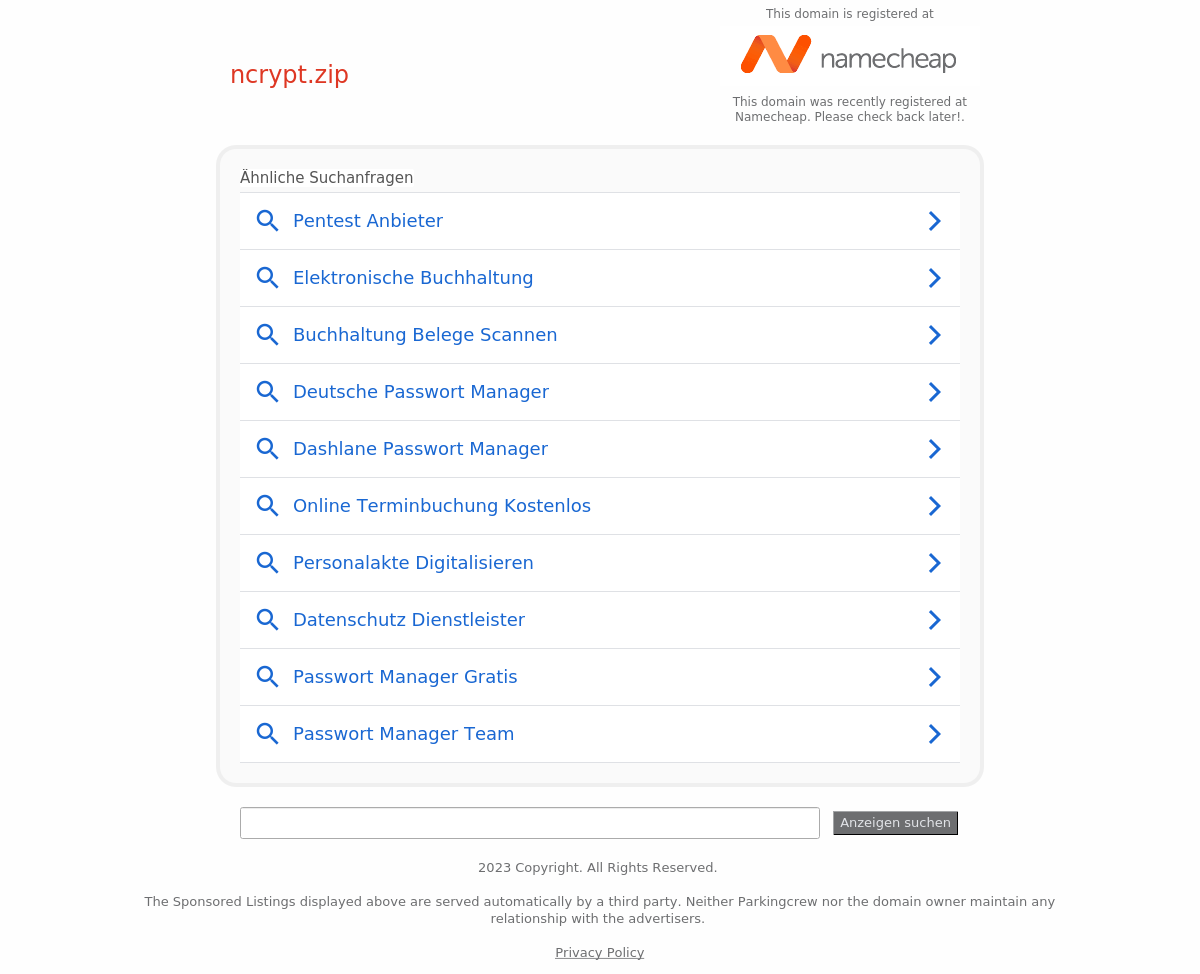 This domain is registered at
namecheap
ncrypt.zip
This domain was recently registered at
Namecheap. Please check back later!.
Ähnliche Suchanfragen
Pentest Anbieter
Elektronische Buchhaltung
Buchhaltung Belege Scannen
Deutsche Passwort Manager
Dashlane Passwort Manager
Online Terminbuchung Kostenlos
Personalakte Digitalisieren
Datenschutz Dienstleister
Passwort Manager Gratis
Passwort Manager Team
Anzeigen suchen
2023 Copyright. All Rights Reserved.
The Sponsored Listings displayed above are served automatically by a third party. Neither Parkingcrew nor the domain owner maintain any
relationship with the advertisers.
Privacy Policy